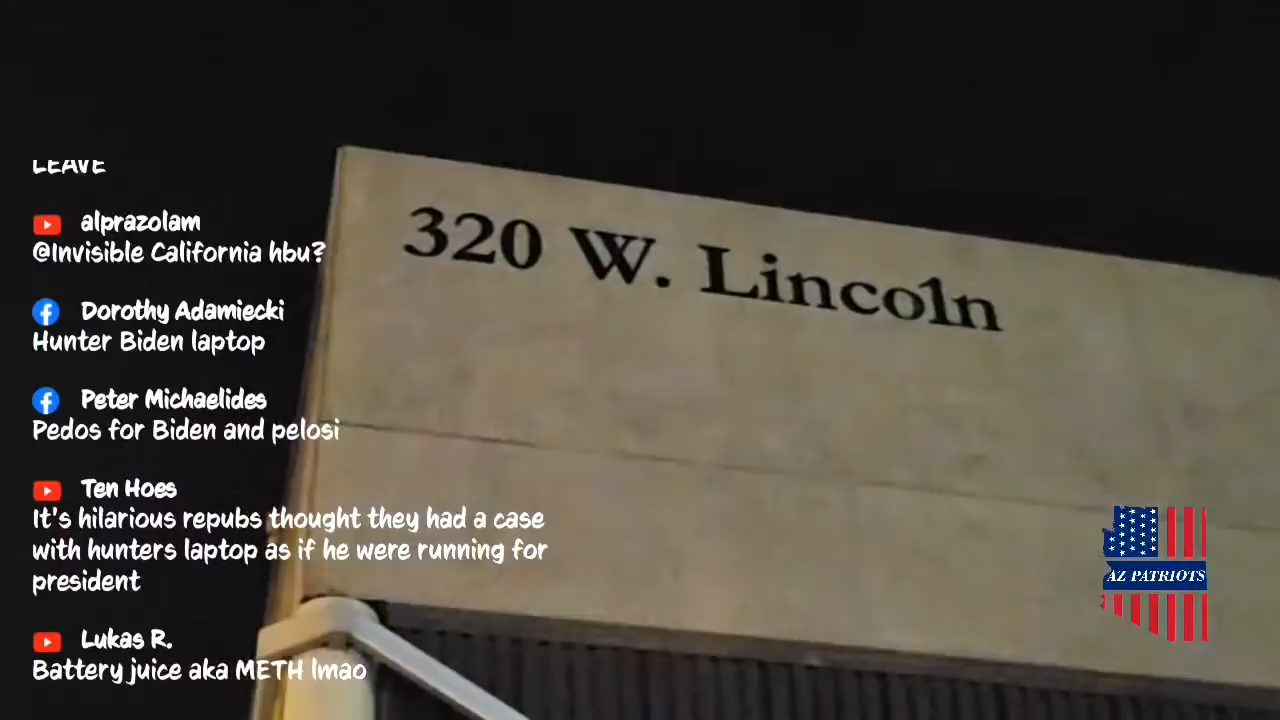 LEAVE
alprazolam
@Invisible California hbu?
Dorothy Adamiecki
Hunter Biden laptop
Peter Michaelides
Pedos for Biden and pelosi
Ten Hoes
It's hilarious repubs thought they had a case
with hunters laptop as if he were running for
president
Lukas R.
Battery juice aka METH lmao
320 W. Lincoln
AZ PATRIOTS